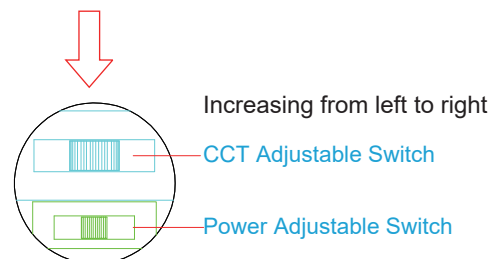 Increasing from left to right
CCT Adjustable Switch
Power Adjustable Switch